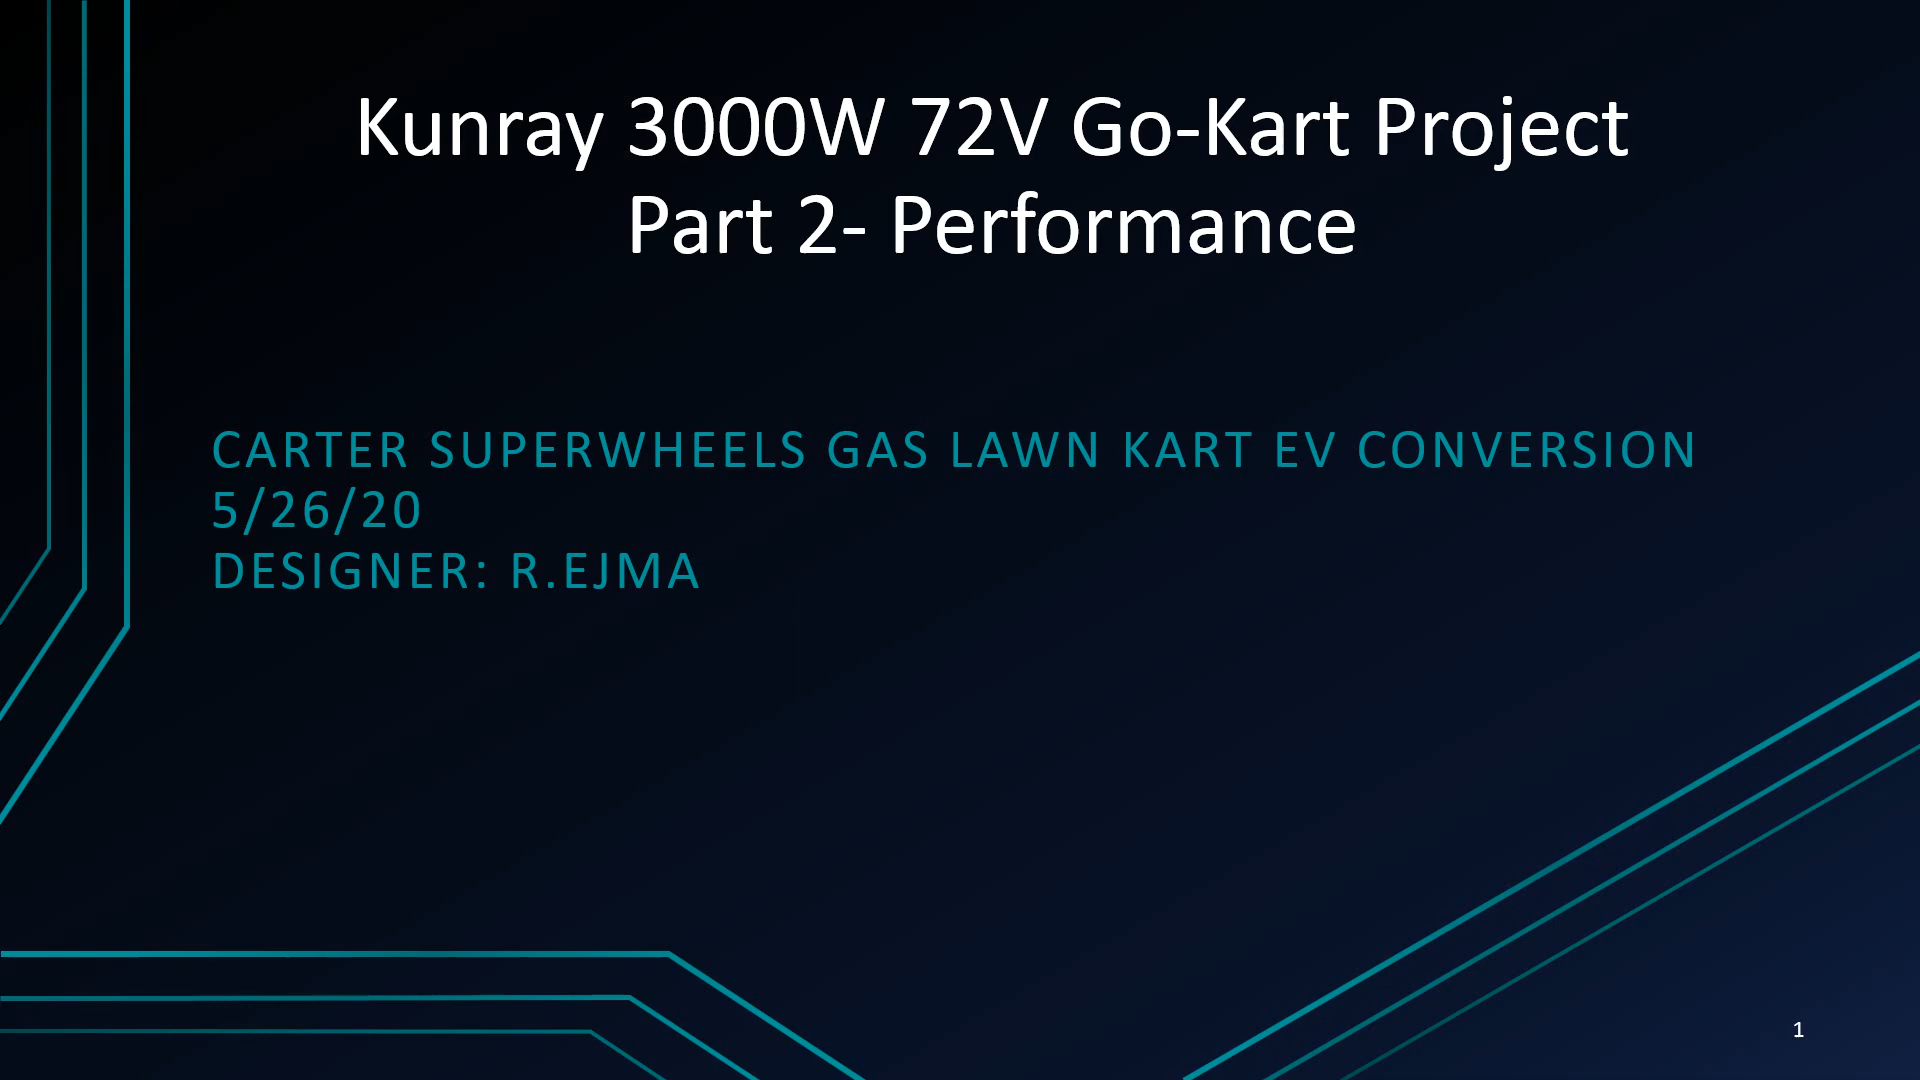 Kunray 3000W 72V Go-Kart Project
Part 2- Performance
CARTER SUPERWHEELS GAS LAWN KART EV CONVERSION
5/26/20
DESIGNER: R.EJMA
1